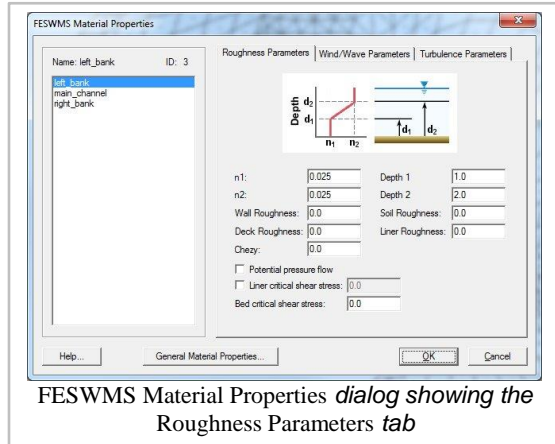 FESWMS Material Properties
Name: left_bank ID: 3
left_bank
main_channel
right_bank
Roughness Parameters Wind/Wave Parameters Turbulence Parameters
Depth
d2
d1
n1 n2
d1 d2
n1: 0.025 Depth 1 1.0
n2: 0.025 Depth 2 2.0
Wall Roughness: 0.0 Soil Roughness: 0.0
Deck Roughness: 0.0 Liner Roughness: 0.0
Chezy: 0.0
Potential pressure flow
Liner critical shear stress: 0.0
Bed critical shear stress: 0.0
Help... General Material Properties... OK Cancel
FESWMS Material Properties dialog showing the
Roughness Parameters tab